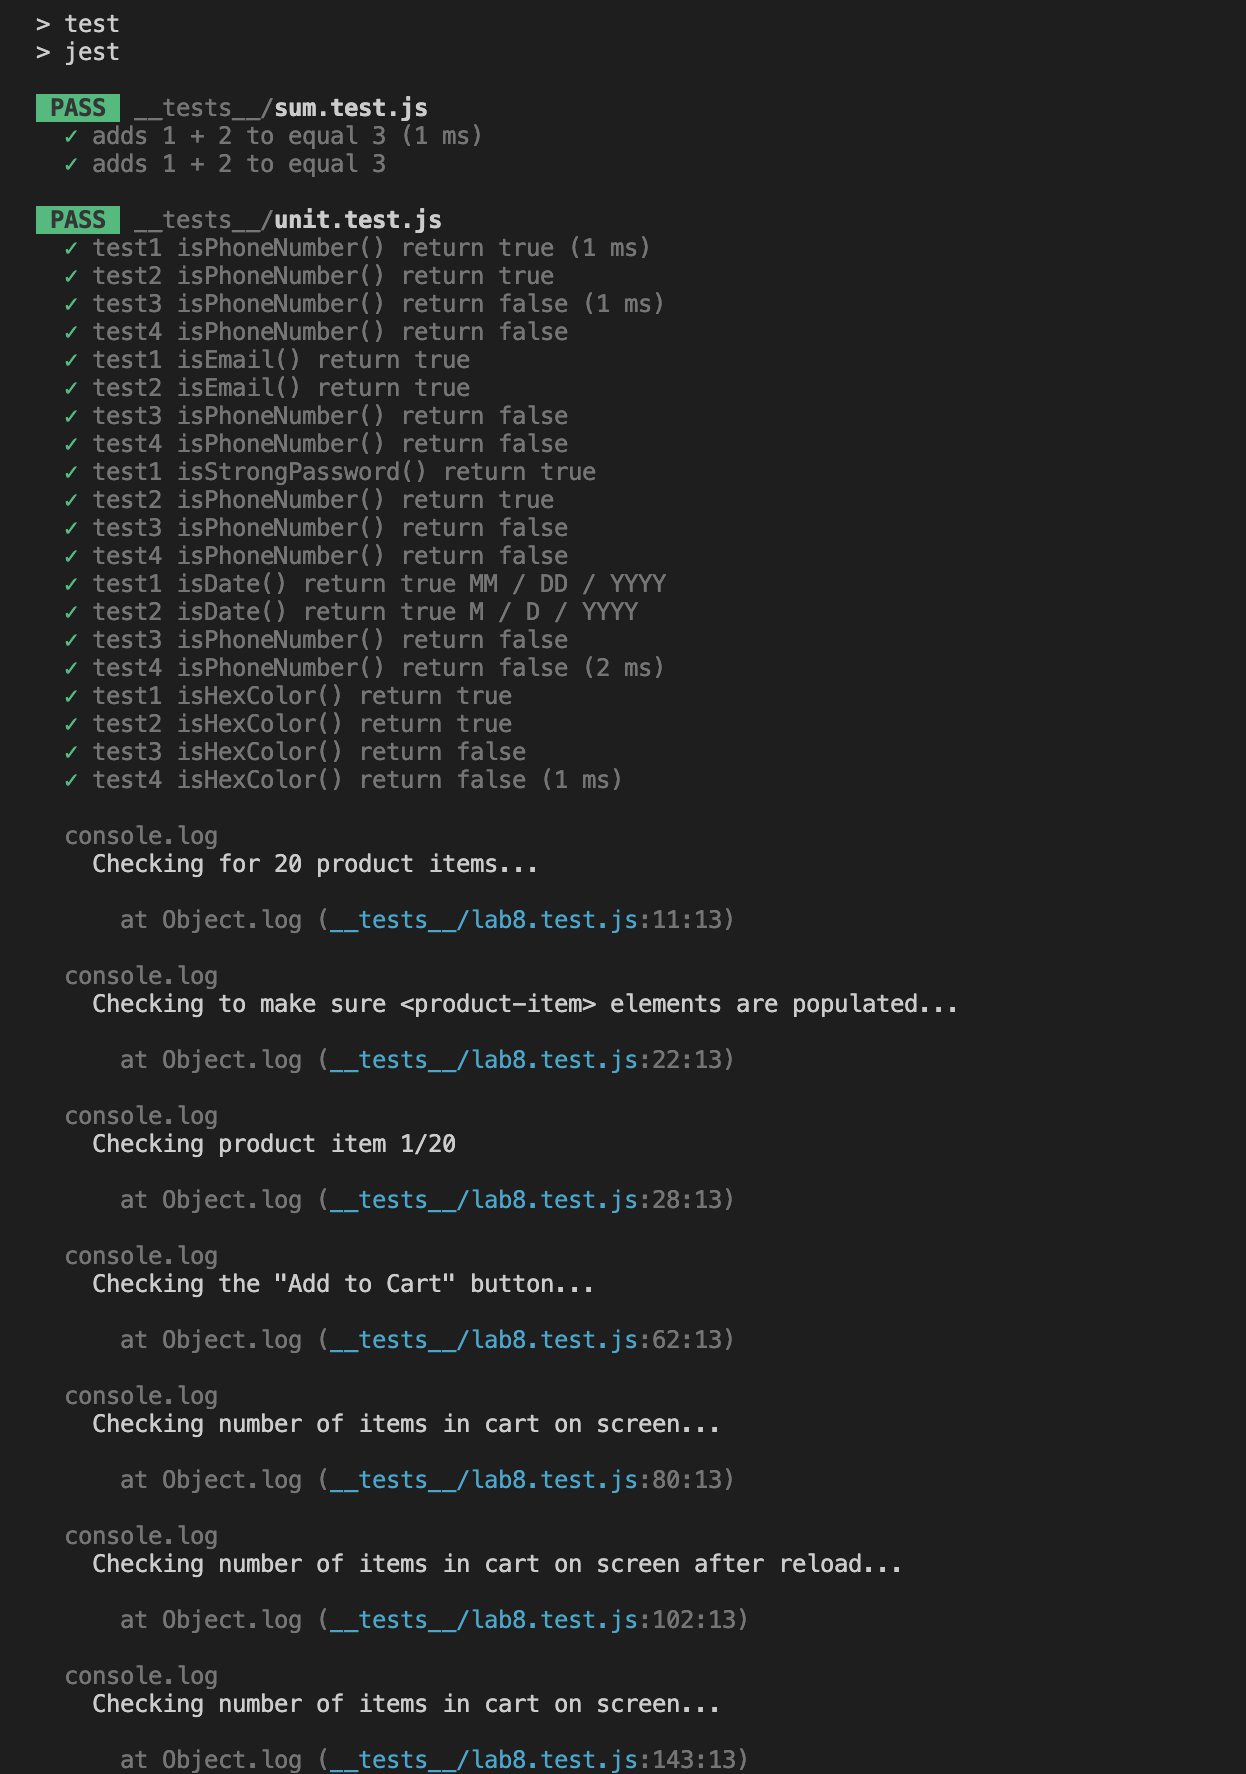 > test
> jest
PASS __tests__/sum.test.js
✓ adds 1 + 2 to equal 3 (1 ms)
✓ adds 1 + 2 to equal 3
PASS __tests__/unit.test.js
✓ test1 isPhoneNumber() return true (1 ms)
✓ test2 isPhoneNumber() return true
✓ test3 isPhoneNumber() return false (1 ms)
✓ test4 isPhoneNumber() return false
✓ test1 isEmail() return true
✓ test2 isEmail() return true
✓ test3 isPhoneNumber() return false
✓ test4 isPhoneNumber() return false
✓ test1 isStrongPassword() return true
✓ test2 isPhoneNumber() return true
✓ test3 isPhoneNumber() return false
✓ test4 isPhoneNumber() return false
✓ test1 isDate() return true MM / DD / YYYY
✓ test2 isDate() return true M / D / YYYY
✓ test3 isPhoneNumber() return false
✓ test4 isPhoneNumber() return false (2 ms)
✓ test1 isHexColor() return true
✓ test2 isHexColor() return true
✓ test3 isHexColor() return false
✓ test4 isHexColor() return false (1 ms)
console.log
Checking for 20 product items...
at Object.log (__tests__/lab8.test.js:11:13)
console.log
Checking to make sure <product-item> elements are populated...
at Object.log (__tests__/lab8.test.js:22:13)
console.log
Checking product item 1/20
at Object.log (__tests__/lab8.test.js:28:13)
console.log
Checking the "Add to Cart" button...
at Object.log (__tests__/lab8.test.js:62:13)
console.log
Checking number of items in cart on screen...
at Object.log (__tests__/lab8.test.js:80:13)
console.log
Checking number of items in cart on screen after reload...
at Object.log (__tests__/lab8.test.js:102:13)
console.log
Checking number of items in cart on screen...
at Object.log (__tests__/lab8.test.js:143:13)